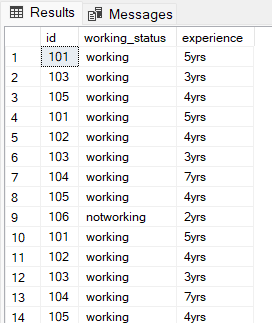 Results Messages
id working_status experience
1 101 working 5yrs
2 103 working 3yrs
3 105 working 4yrs
4 101 working 5yrs
5 102 working 4yrs
6 103 working 3yrs
7 104 working 7yrs
8 105 working 4yrs
9 106 notworking 2yrs
10 101 working 5yrs
11 102 working 4yrs
12 103 working 3yrs
13 104 working 7yrs
14 105 working 4yrs